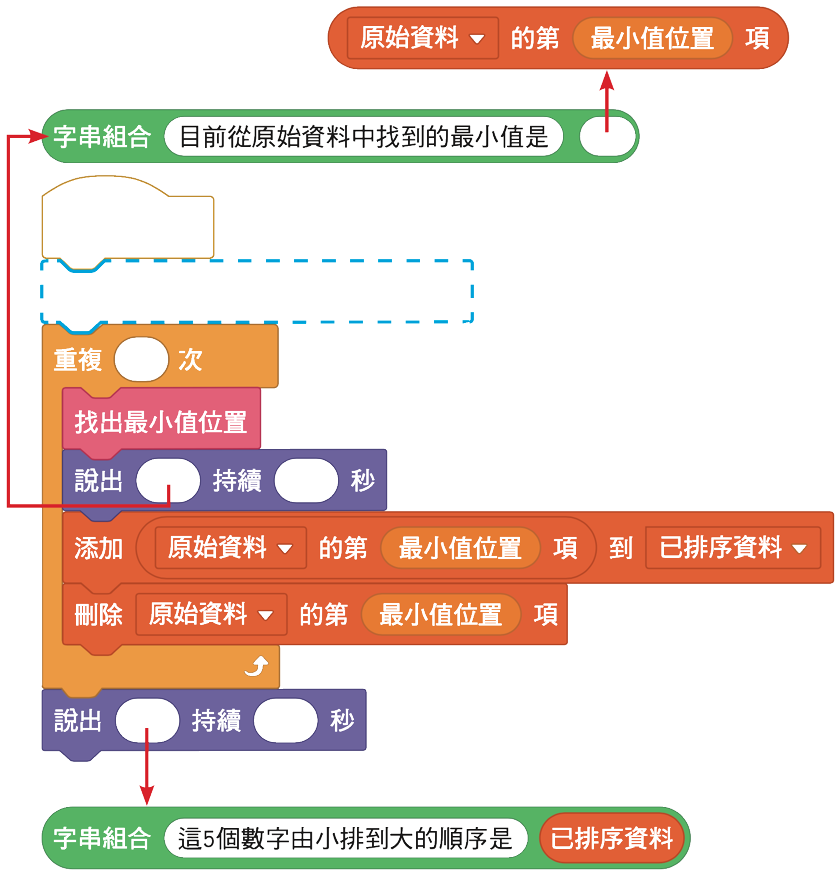 原始資料 的第 最小值位置 項
字串組合 目前從原始資料中找到的最小值是
重複 次
找出最小值位置
說出 持續 秒
添加 原始資料 的第 最小值位置 項 到 已排序資料
刪除 原始資料 的第 最小值位置 項
說出 持續 秒
字串組合 這5個數字由小排到大的順序是 已排序資料